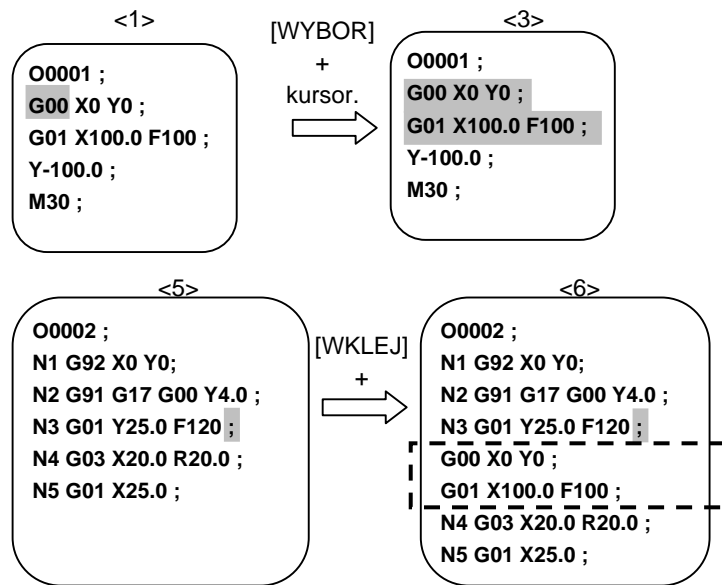 <1>
O0001 ;
G00 X0 Y0 ;
G01 X100.0 F100 ;
Y-100.0 ;
M30 ;
[WYBOR]
+
kursor.
<3>
O0001 ;
G00 X0 Y0 ;
G01 X100.0 F100 ;
Y-100.0 ;
M30 ;
<5>
O0002 ;
N1 G92 X0 Y0;
N2 G91 G17 G00 Y4.0 ;
N3 G01 Y25.0 F120 ;
N4 G03 X20.0 R20.0 ;
N5 G01 X25.0 ;
[WKLEJ]
+
<6>
O0002 ;
N1 G92 X0 Y0;
N2 G91 G17 G00 Y4.0 ;
N3 G01 Y25.0 F120 ;
G00 X0 Y0 ;
G01 X100.0 F100 ;
N4 G03 X20.0 R20.0 ;
N5 G01 X25.0 ;